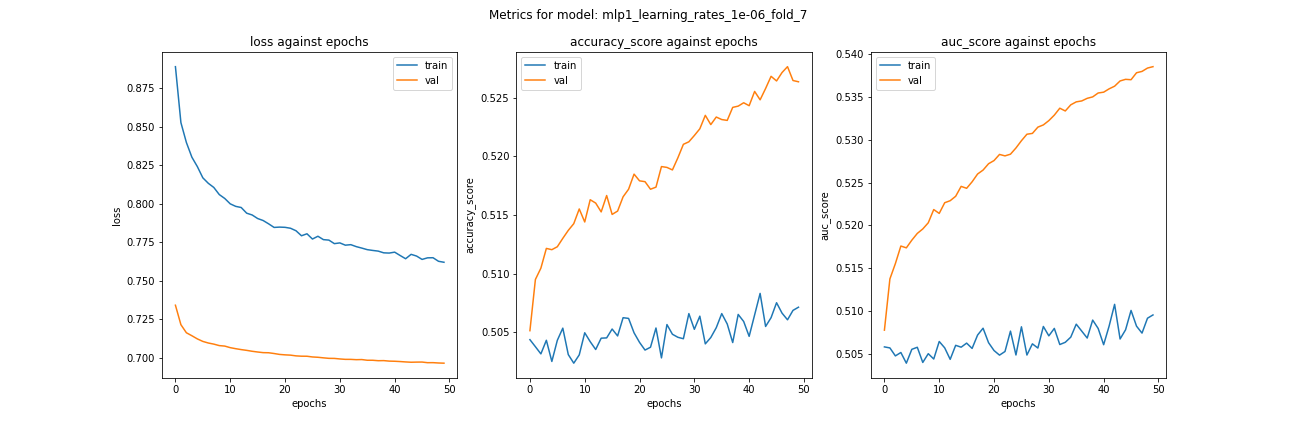 Metrics for model: mlp1_learning_rates_1e-06_fold_7
loss against epochs
train
val
0.875
0.850
0.825
0.800
0.775
0.750
0.725
0.700
loss
0 10 20 30 40 50
epochs
accuracy_score against epochs
train
val
0.525
0.520
0.515
0.510
0.505
accuracy_score
0 10 20 30 40 50
epochs
auc_score against epochs
train
val
0.540
0.535
0.530
0.525
0.520
0.515
0.510
0.505
auc_score
0 10 20 30 40 50
epochs